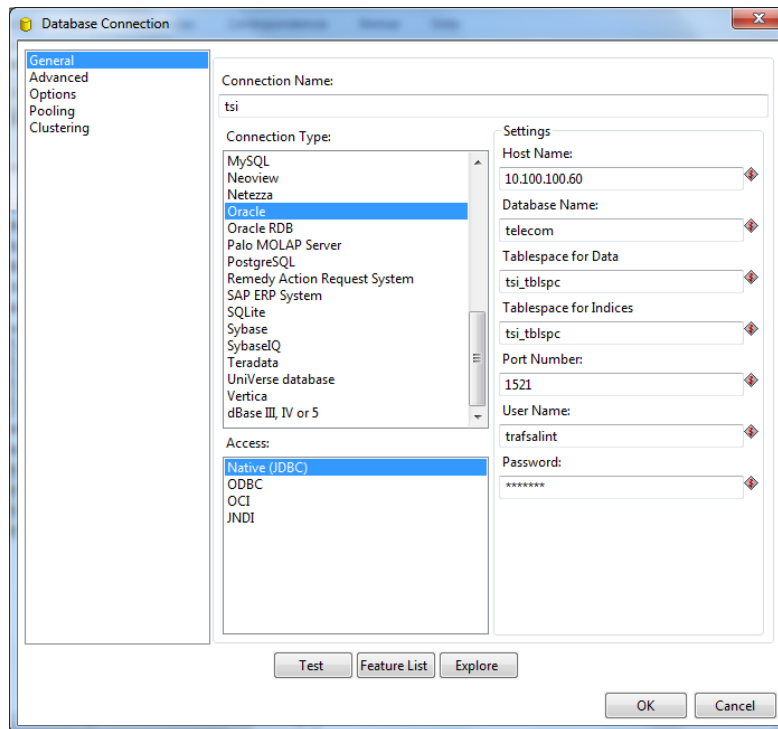 Database Connection
General
Advanced
Options
Pooling
Clustering
Connection Name:
tsi
Connection Type:
MySQL
Neoview
Netezza
Oracle
Oracle RDB
Palo MOLAP Server
PostgreSQL
Remedy Action Request System
SAP ERP System
SQLite
Sybase
SybaseIQ
Teradata
UniVerse database
Vertica
dBase III, IV or 5
Access:
Native (JDBC)
ODBC
OCI
JNDI
Settings
Host Name:
10.100.100.60
Database Name:
telecom
Tablespace for Data
tsi_tblspc
Tablespace for Indices
tsi_tblspc
Port Number:
1521
User Name:
trafsalint
Password:
*******
Test
Feature List
Explore
OK
Cancel